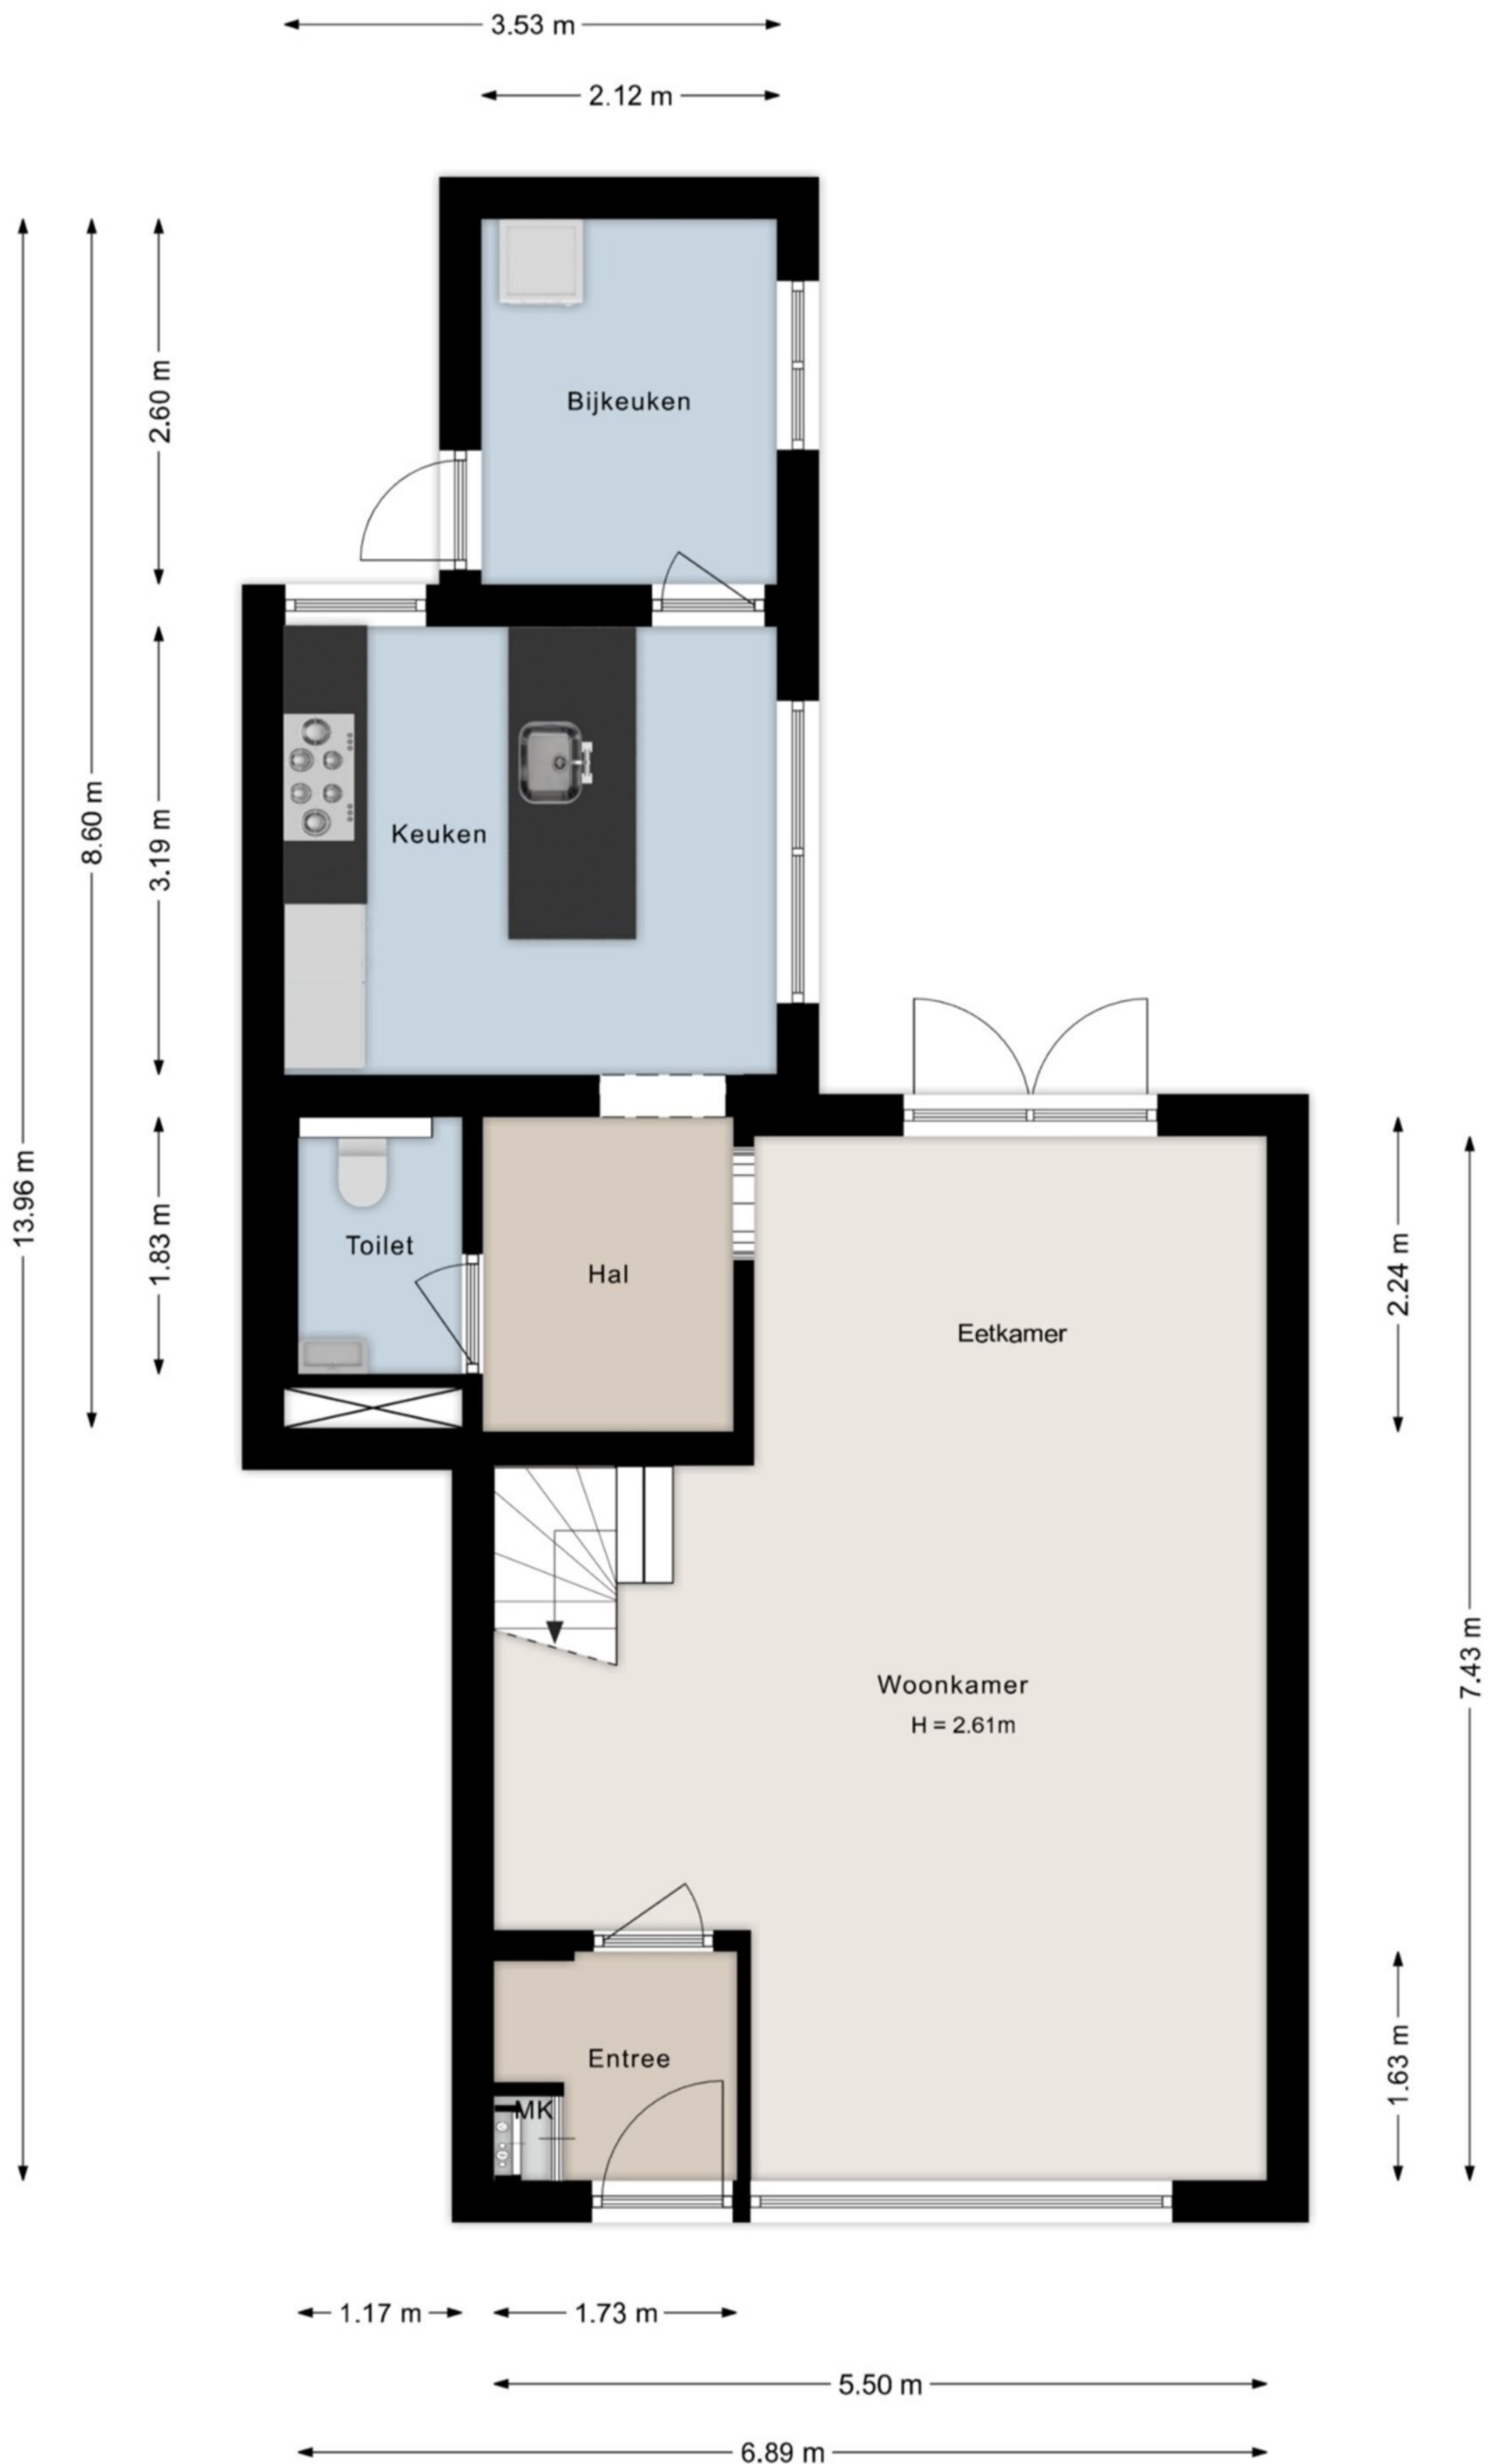 3.53 m
2.12 m
2.60 m
Bijkeuken
8.60 m
3.19 m
Keuken
13.96 m
1.83 m
Toilet
Hal
2.24 m
Eetkamer
7.43 m
Woonkamer
H = 2.61m
Entree
1.63 m
MK
1.17 m
1.73 m
5.50 m
6.89 m